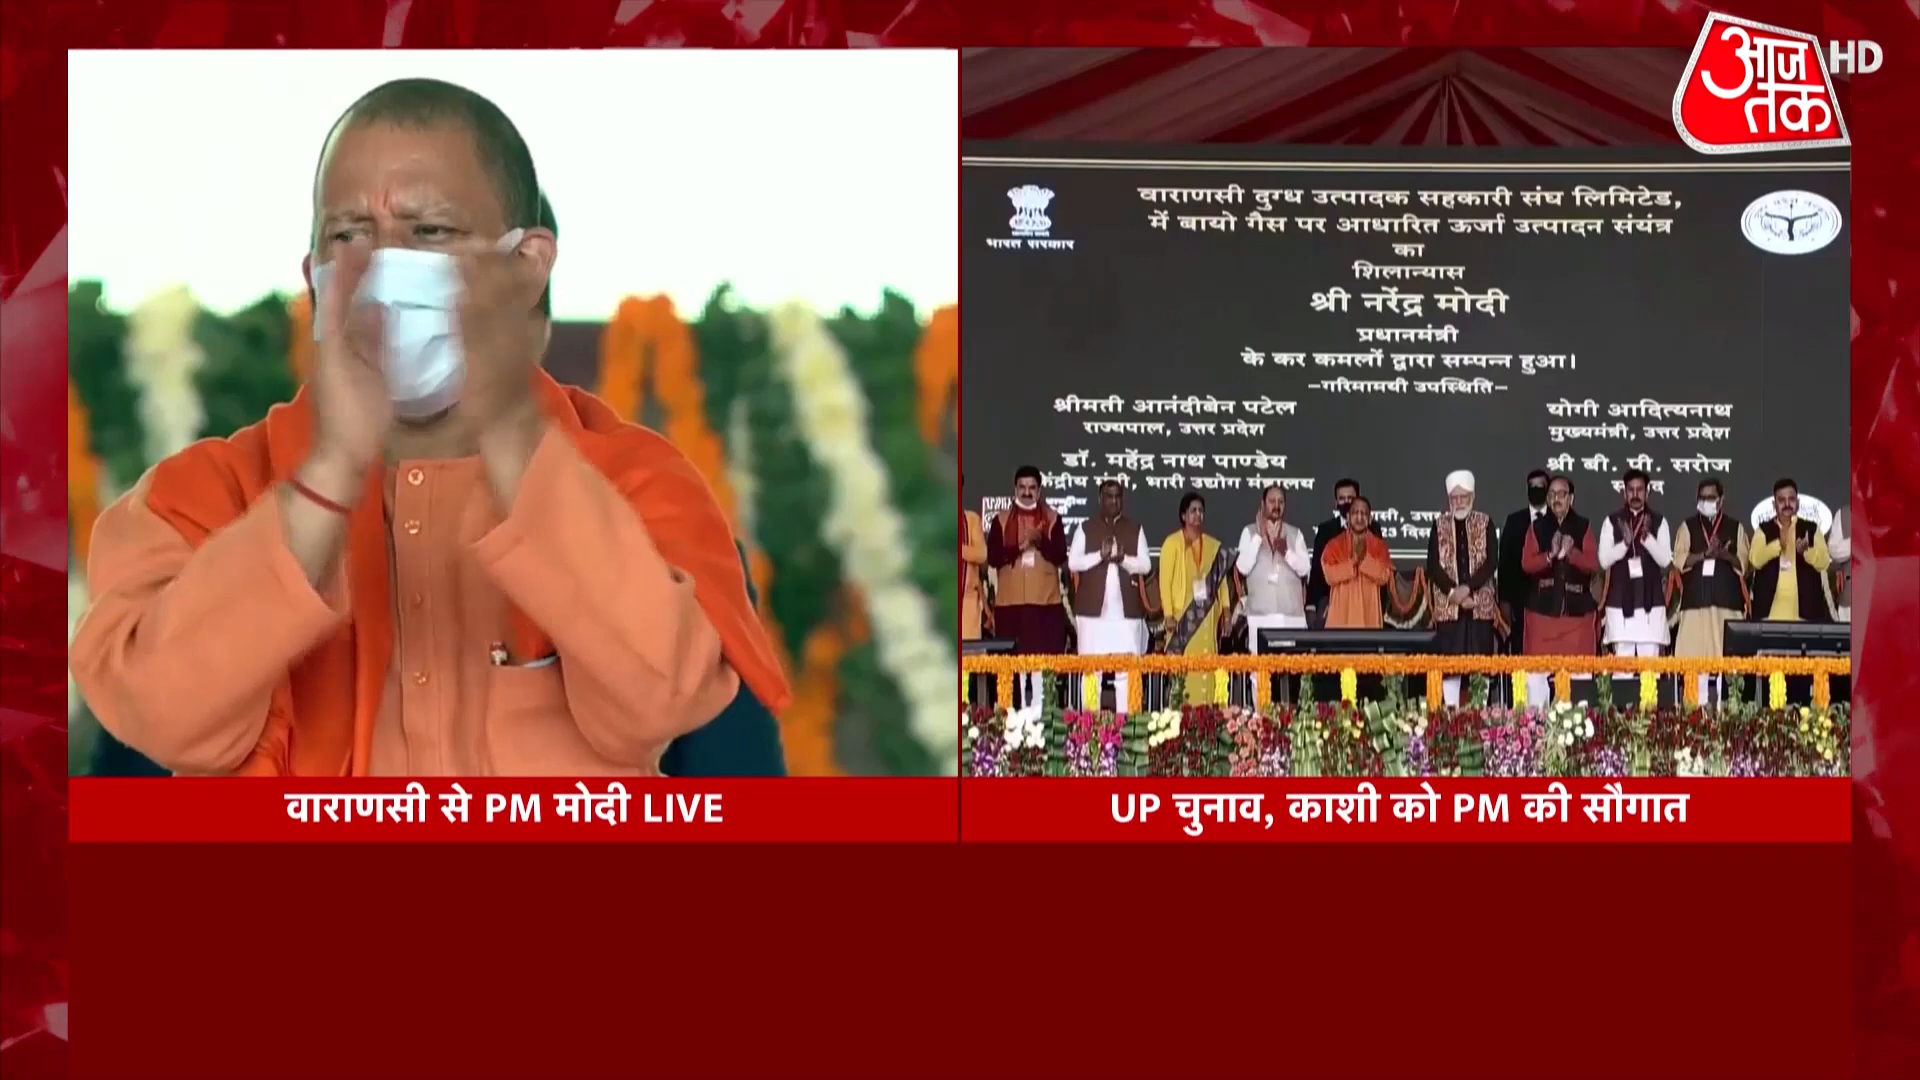 आज तक HD
वाराणसी दुग्ध उत्पादक सहकारी संघ लिमिटेड,
में बायो गैस पर आधारित ऊर्जा उत्पादन संयंत्र
का
शिलान्यास
श्री नरेंद्र मोदी
प्रधानमंत्री
के कर कमलों द्वारा सम्पन्न हुआ।
–गरिमामयी उपस्थिति–
भारत सरकार
श्रीमती आनंदीबेन पटेल
राज्यपाल, उत्तर प्रदेश
योगी आदित्यनाथ
मुख्यमंत्री, उत्तर प्रदेश
डॉ. महेंद्र नाथ पाण्डेय
केंद्रीय मंत्री, भारी उद्योग मंत्रालय
श्री बी. पी. सरोज
वाराणसी से PM मोदी LIVE
UP चुनाव, काशी को PM की सौगात